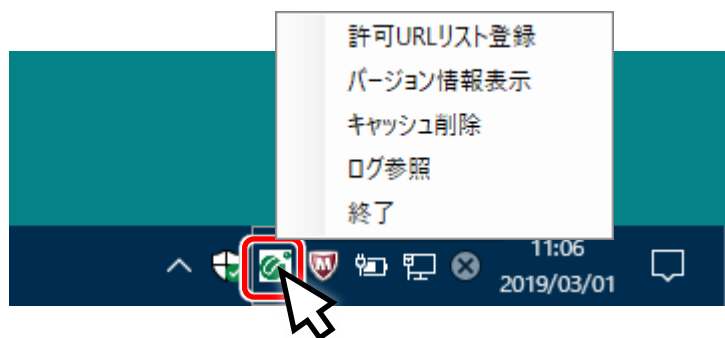 許可URLリスト登録
バージョン情報表示
キャッシュ削除
ログ参照
終了
11:06
2019/03/01